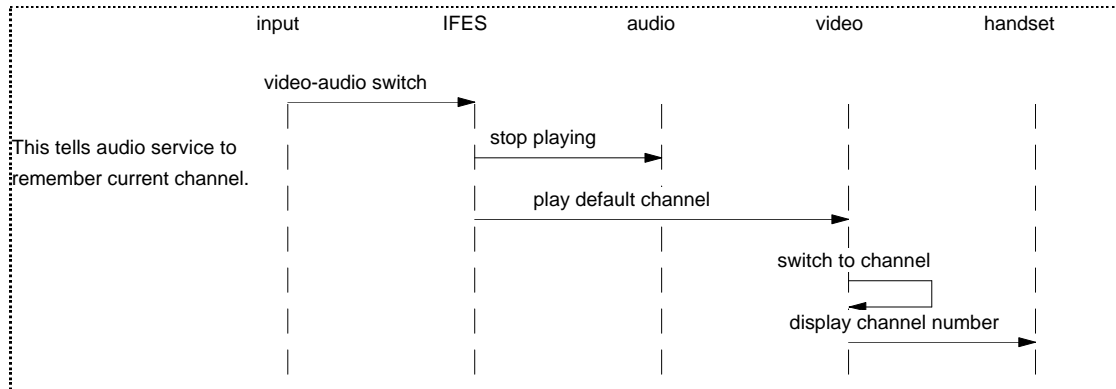 input IFES audio video handset
video-audio switch
This tells audio service to
stop playing
remember current channel.
play default channel
switch to channel
display channel number